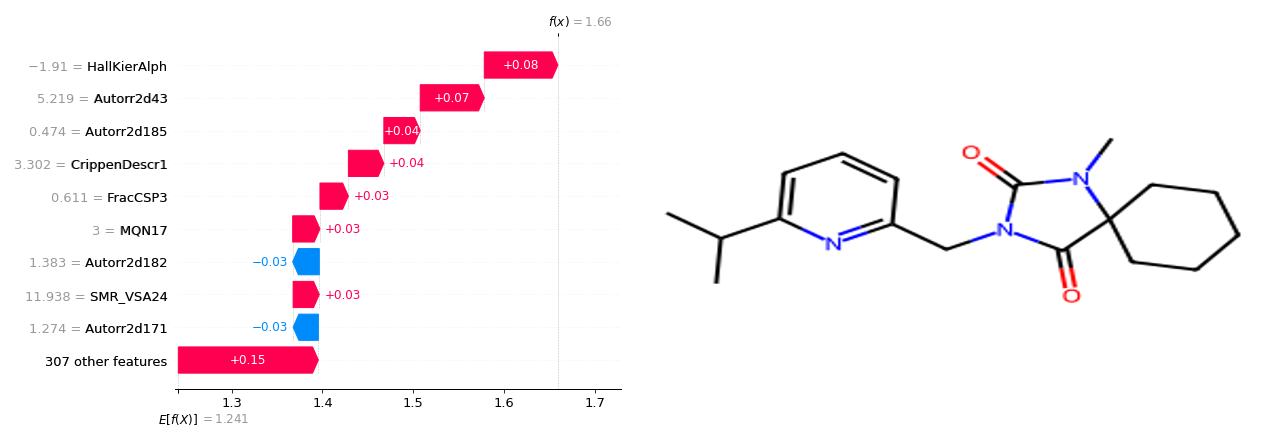 f(x) = 1.66
−1.91 = HallKierAlph +0.08
5.219 = Autorr2d43 +0.07
0.474 = Autorr2d185 +0.04
3.302 = CrippenDescr1 +0.04
0.611 = FracCSP3 +0.03
3 = MQN17 +0.03
1.383 = Autorr2d182 −0.03
11.938 = SMR_VSA24 +0.03
1.274 = Autorr2d171 −0.03
307 other features +0.15
1.3 1.4 1.5 1.6 1.7
E[f(X)] = 1.241
O
N
N
N
O